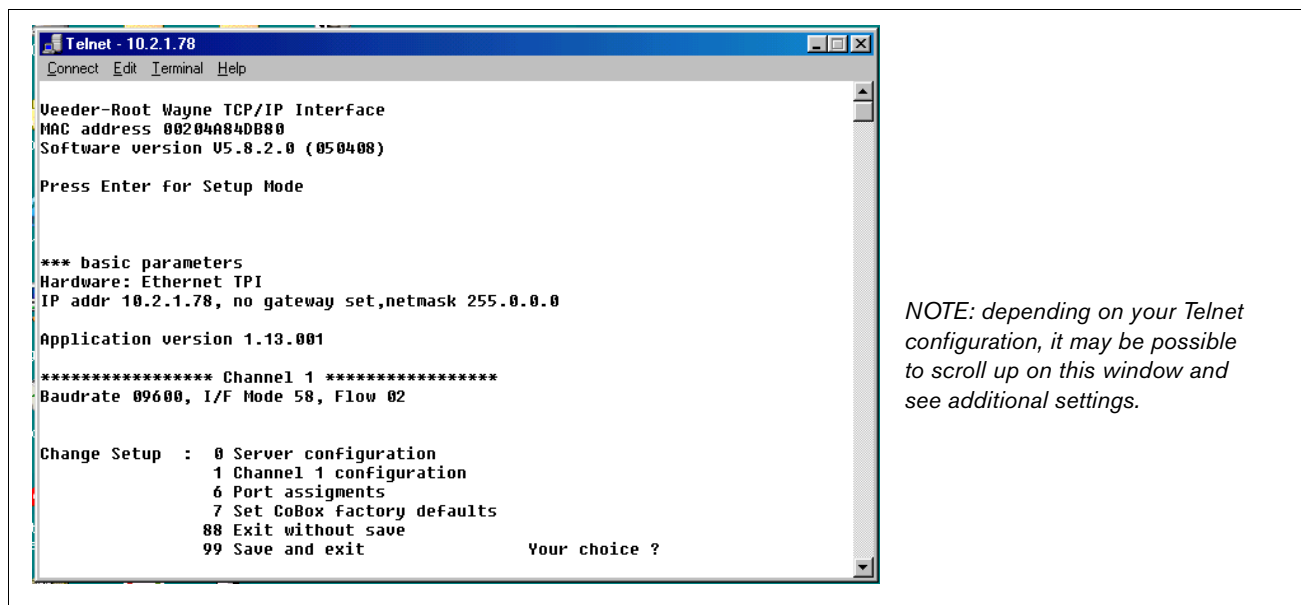 Telnet - 10.2.1.78
Connect Edit Terminal Help
Veeder-Root Wayne TCP/IP Interface
MAC address 00204A84DB80
Software version V5.8.2.0 (050408)
Press Enter for Setup Mode
*** basic parameters
Hardware: Ethernet TPI
IP addr 10.2.1.78, no gateway set,netmask 255.0.0.0
Application version 1.13.001
***************** Channel 1 *****************
Baudrate 09600, I/F Mode 58, Flow 02
Change Setup : 0 Server configuration
1 Channel 1 configuration
6 Port assigments
7 Set CoBox factory defaults
88 Exit without save
99 Save and exit Your choice ?
NOTE: depending on your Telnet
configuration, it may be possible
to scroll up on this window and
see additional settings.